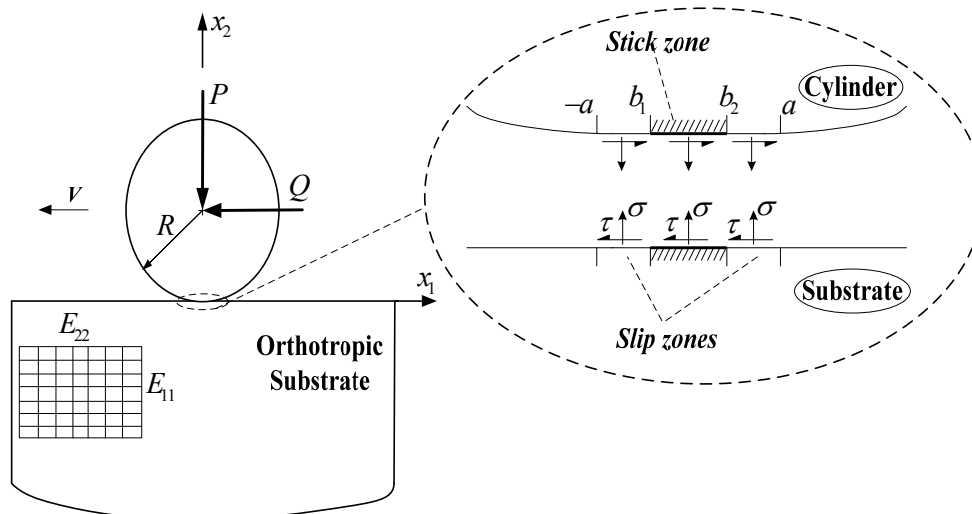 x₂
P
V
Q
R
x₁
E₂₂
E₁₁
Orthotropic
Substrate
Stick zone
Cylinder
−a b₁ b₂ a
τ σ τ σ τ σ
Substrate
Slip zones